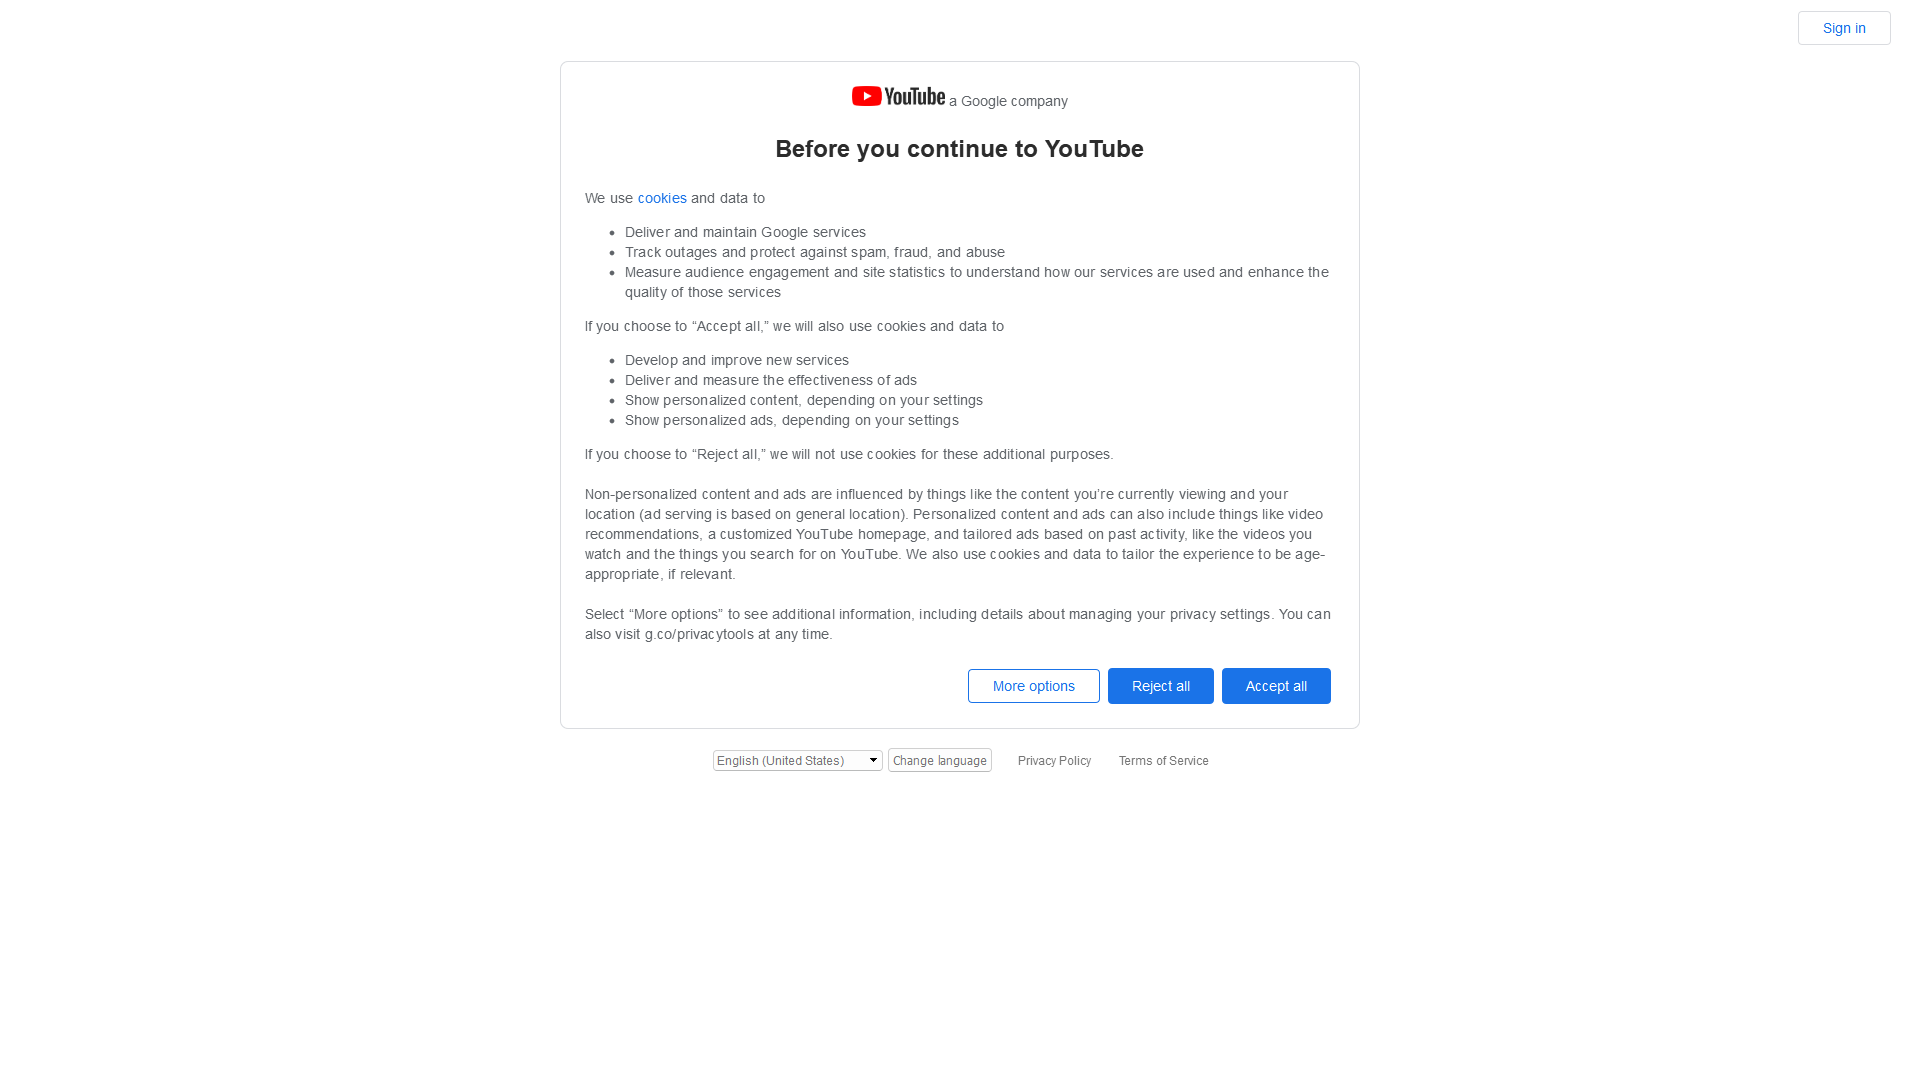 Sign in
YouTube a Google company
Before you continue to YouTube
We use cookies and data to
• Deliver and maintain Google services
• Track outages and protect against spam, fraud, and abuse
• Measure audience engagement and site statistics to understand how our services are used and enhance the
quality of those services
If you choose to “Accept all,” we will also use cookies and data to
• Develop and improve new services
• Deliver and measure the effectiveness of ads
• Show personalized content, depending on your settings
• Show personalized ads, depending on your settings
If you choose to “Reject all,” we will not use cookies for these additional purposes.
Non-personalized content and ads are influenced by things like the content you’re currently viewing and your
location (ad serving is based on general location). Personalized content and ads can also include things like video
recommendations, a customized YouTube homepage, and tailored ads based on past activity, like the videos you
watch and the things you search for on YouTube. We also use cookies and data to tailor the experience to be age-
appropriate, if relevant.
Select “More options” to see additional information, including details about managing your privacy settings. You can
also visit g.co/privacytools at any time.
More options Reject all Accept all
English (United States) Change language Privacy Policy Terms of Service